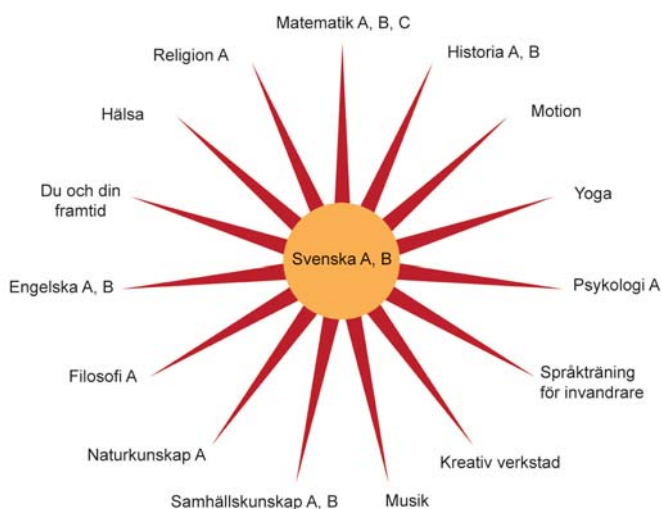 Matematik A, B, C
Religion A
Historia A, B
Hälsa
Motion
Du och din
framtid
Yoga
Svenska A, B
Engelska A, B
Psykologi A
Filosofi A
Språkträning
för invandrare
Naturkunskap A
Kreativ verkstad
Samhällskunskap A, B
Musik